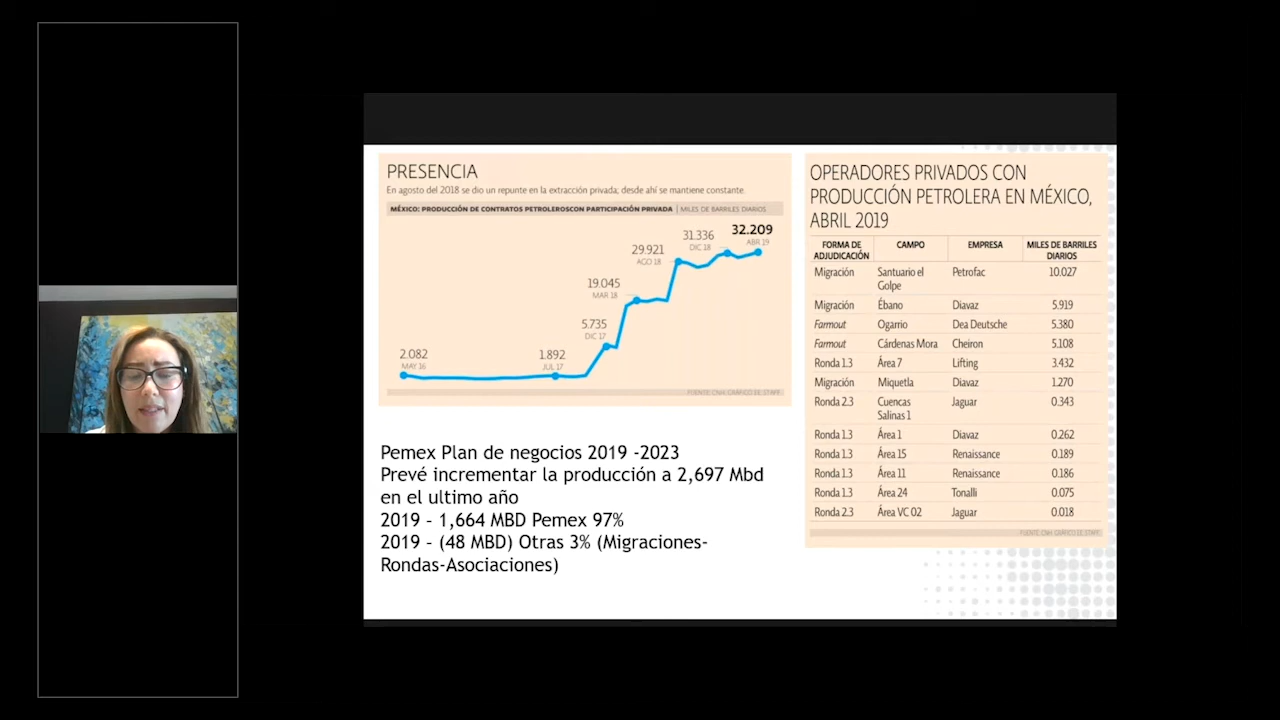 PRESENCIA
En agosto del 2018 se dio un repunte en la extracción privada; desde ahí se mantiene constante.
MÉXICO: PRODUCCIÓN DE CONTRATOS PETROLEROSCON PARTICIPACIÓN PRIVADA | MILES DE BARRILES DIARIOS
2.082
MAY 16
1.892
JUL 17
5.735
DIC 17
19.045
MAR 18
29.921
AGO 18
31.336
DIC 18
32.209
ABR 19
FUENTE: CNH GRÁFICO: EE STAFF
Pemex Plan de negocios 2019 -2023
Prevé incrementar la producción a 2,697 Mbd
en el ultimo año
2019 - 1,664 MBD Pemex 97%
2019 - (48 MBD) Otras 3% (Migraciones-
Rondas-Asociaciones)
OPERADORES PRIVADOS CON
PRODUCCIÓN PETROLERA EN MÉXICO,
ABRIL 2019
FORMA DE ADJUDICACIÓN CAMPO EMPRESA MILES DE BARRILES DIARIOS
Migración Santuario el Golpe Petrofac 10.027
Migración Ébano Diavaz 5.919
Farmout Ogarrio Dea Deutsche 5.380
Farmout Cárdenas Mora Cheiron 5.108
Ronda 1.3 Área 7 Lifting 3.432
Migración Miquetla Diavaz 1.270
Ronda 2.3 Cuencas Salinas 1 Jaguar 0.343
Ronda 1.3 Área 1 Diavaz 0.262
Ronda 1.3 Área 15 Renaissance 0.189
Ronda 1.3 Área 11 Renaissance 0.186
Ronda 1.3 Área 24 Tonalli 0.075
Ronda 2.3 Área VC 02 Jaguar 0.018
FUENTE: CNH GRÁFICO: EE STAFF